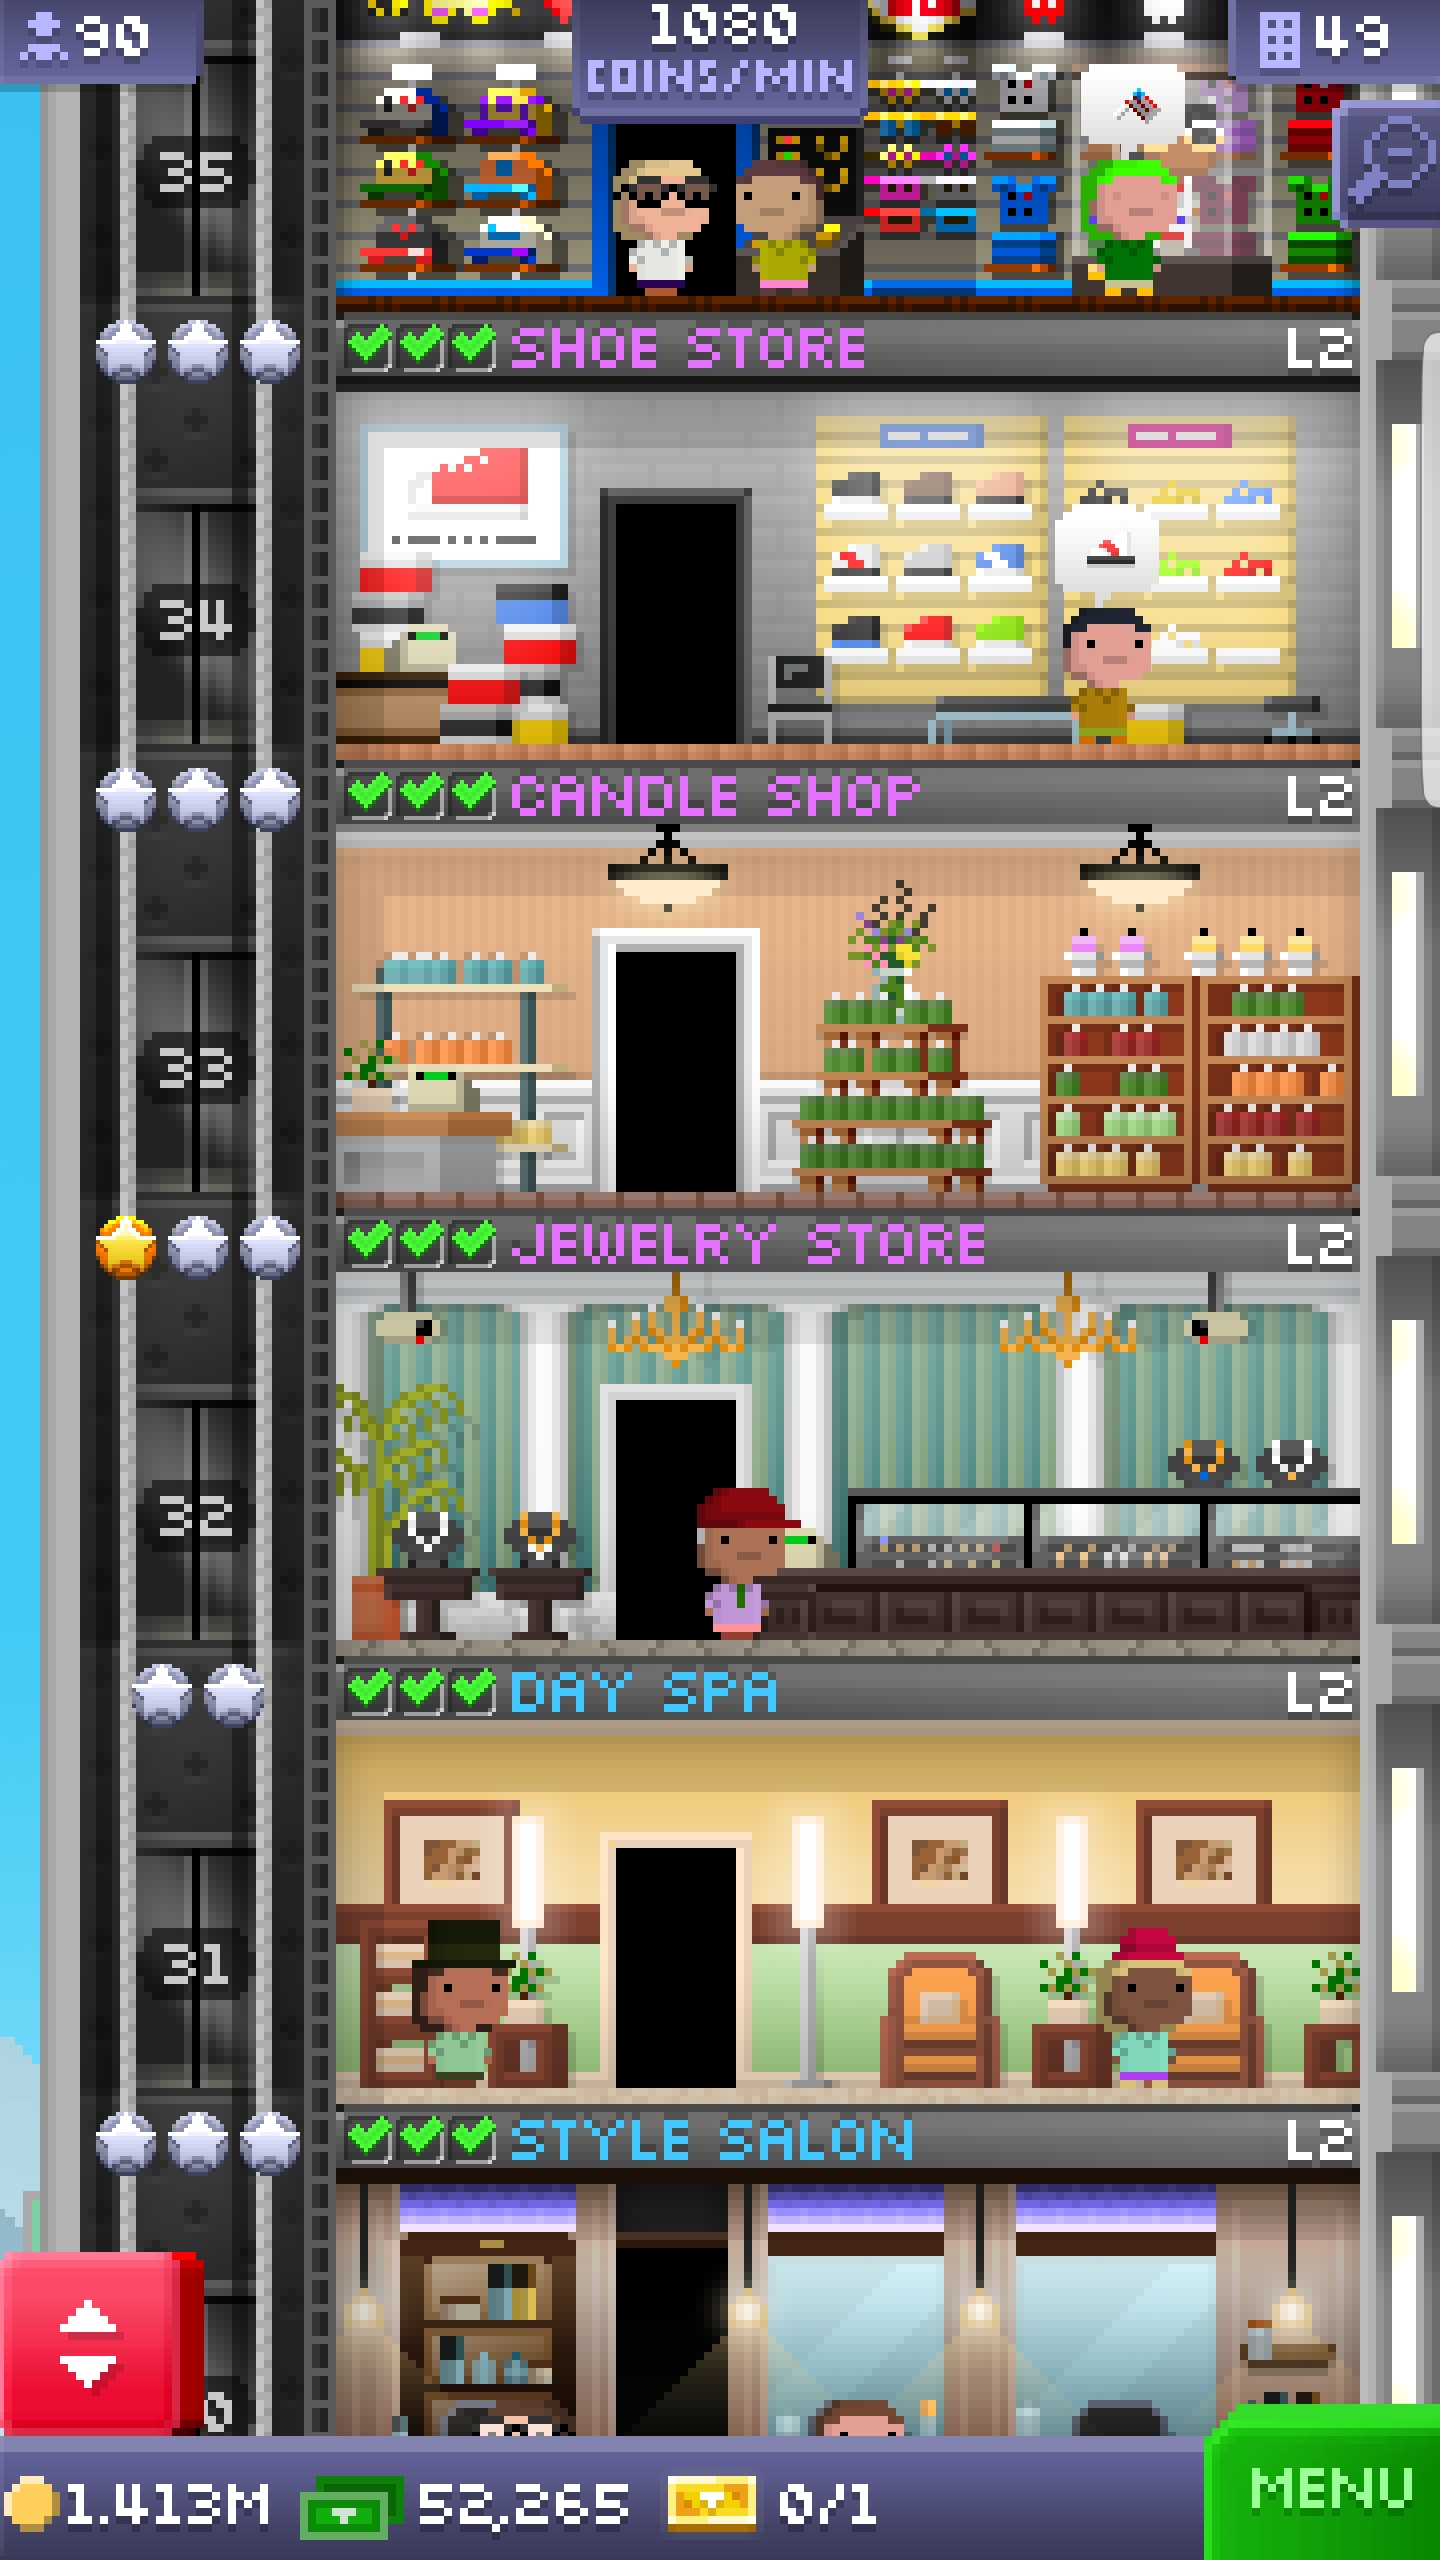 90
1080
COINS/MIN
49
35
SHOE STORE L2
34
CANDLE SHOP L2
33
JEWELRY STORE L2
32
DAY SPA L2
31
STYLE SALON L2
0
1.413M 52,265 0/1
MENU